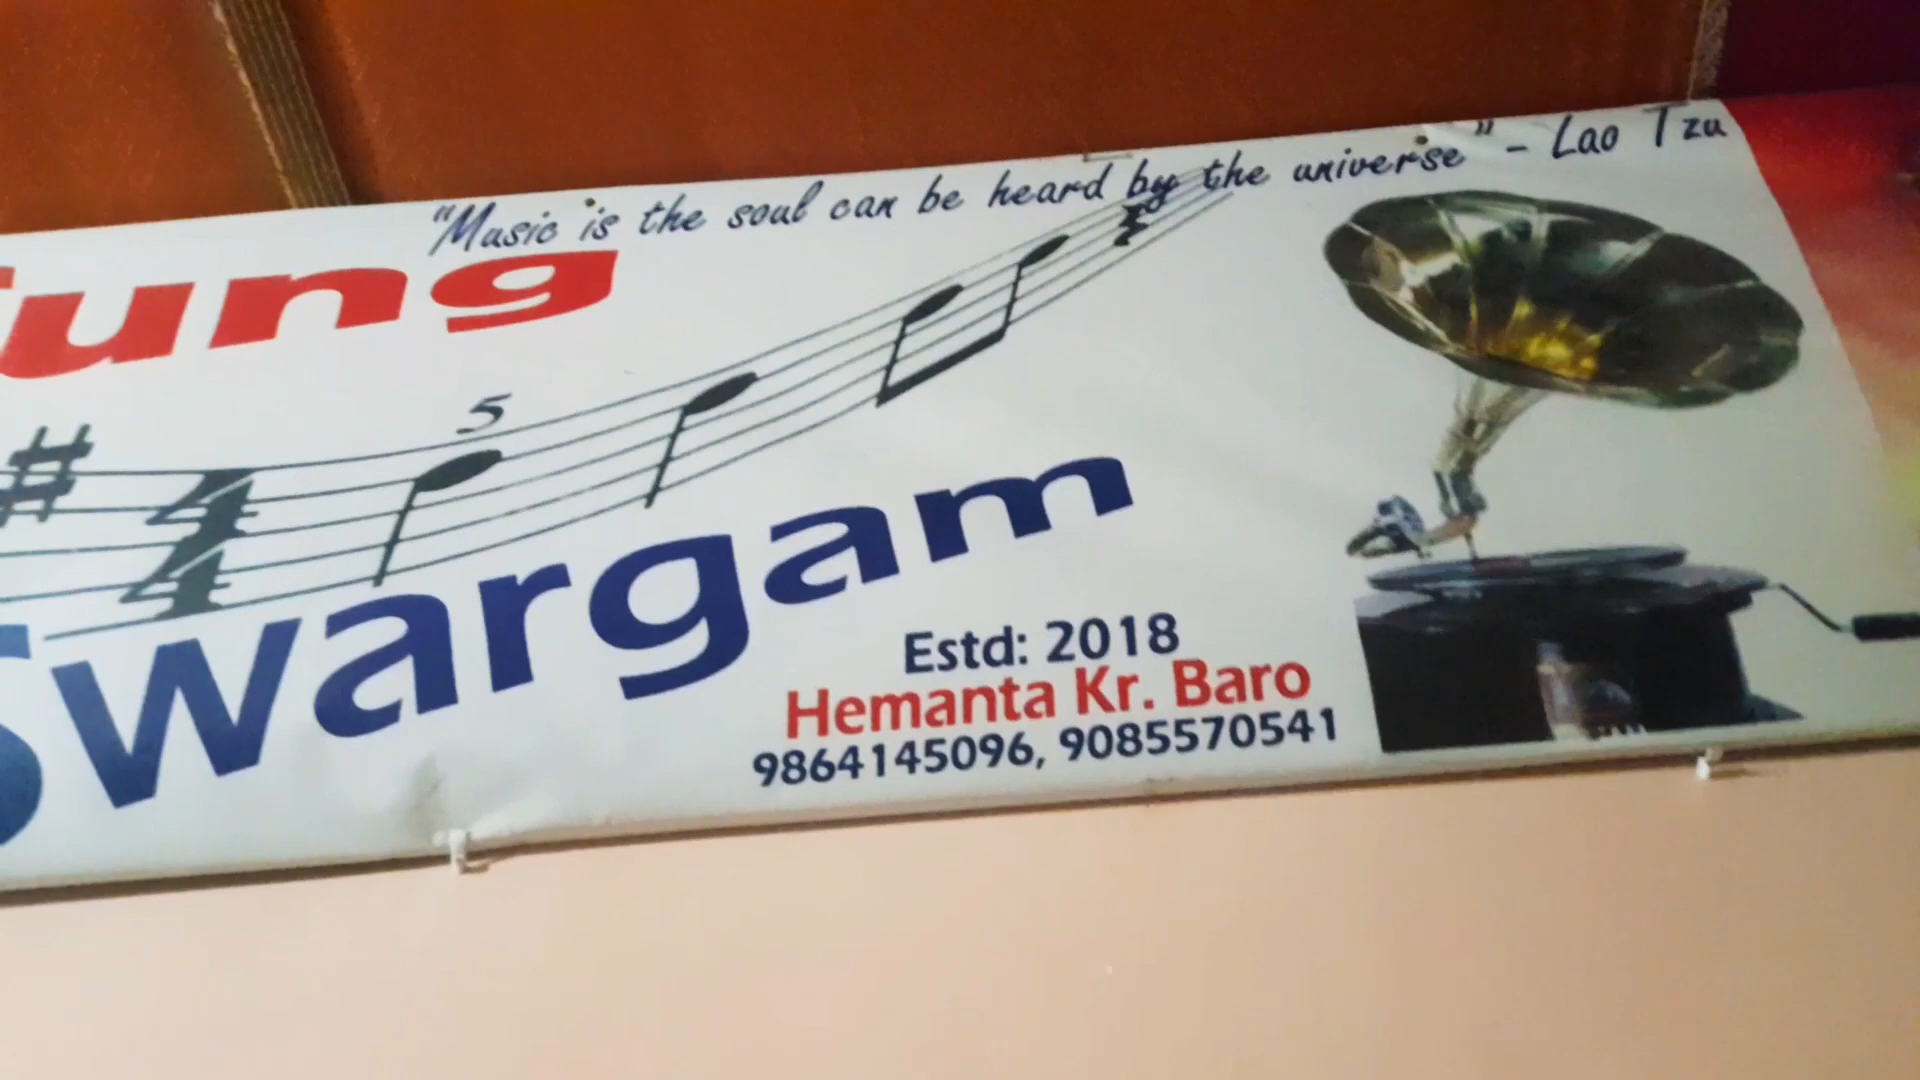 "Music is the soul can be heard by the universe" - Lao Tzu
ung
5
Swargam
Estd: 2018
Hemanta Kr. Baro
9864145096, 9085570541